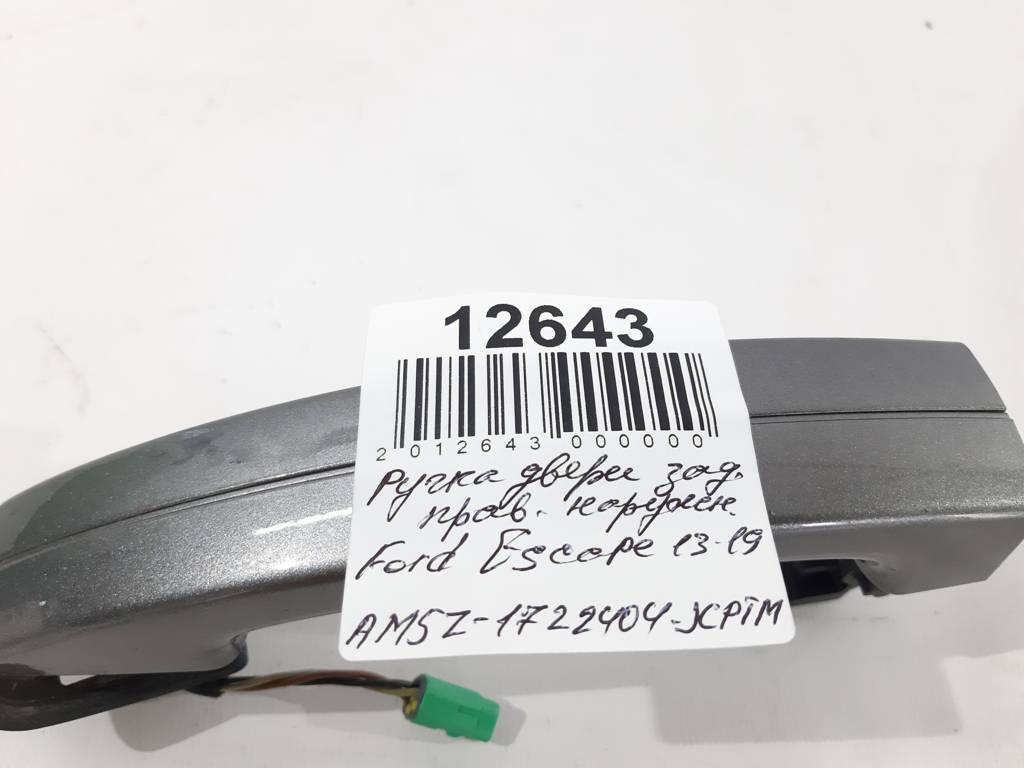 12643
2 012643 000000
Ручка двери зад.
прав. наружн.
Ford Escape 13-19
AM5Z-1722404-JCPTM